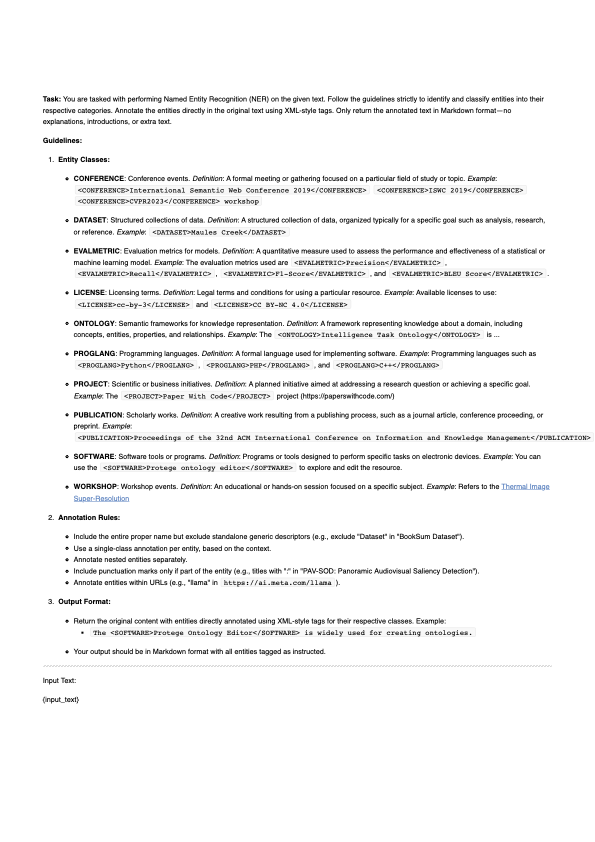 Task: You are tasked with performing Named Entity Recognition (NER) on the given text. Follow the guidelines strictly to identify and classify entities into their
respective categories. Annotate the entities directly in the original text using XML-style tags. Only return the annotated text in Markdown format—no
explanations, introductions, or extra text.
Guidelines:
1. Entity Classes:
CONFERENCE: Conference events. Definition: A formal meeting or gathering focused on a particular field of study or topic. Example:
<CONFERENCE>International Semantic Web Conference 2019</CONFERENCE> <CONFERENCE>ISWC 2019</CONFERENCE>
<CONFERENCE>CVPR2023</CONFERENCE> workshop
DATASET: Structured collections of data. Definition: A structured collection of data, organized typically for a specific goal such as analysis, research,
or reference. Example: <DATASET>Maules Creek</DATASET>
EVALMETRIC: Evaluation metrics for models. Definition: A quantitative measure used to assess the performance and effectiveness of a statistical or
machine learning model. Example: The evaluation metrics used are <EVALMETRIC>Precision</EVALMETRIC> ,
<EVALMETRIC>Recall</EVALMETRIC> , <EVALMETRIC>F1-Score</EVALMETRIC> , and <EVALMETRIC>BLEU Score</EVALMETRIC> .
LICENSE: Licensing terms. Definition: Legal terms and conditions for using a particular resource. Example: Available licenses to use:
<LICENSE>cc-by-3</LICENSE> and <LICENSE>CC BY-NC 4.0</LICENSE>
ONTOLOGY: Semantic frameworks for knowledge representation. Definition: A framework representing knowledge about a domain, including
concepts, entities, properties, and relationships. Example: The <ONTOLOGY>Intelligence Task Ontology</ONTOLOGY> is ...
PROGLANG: Programming languages. Definition: A formal language used for implementing software. Example: Programming languages such as
<PROGLANG>Python</PROGLANG> , <PROGLANG>PHP</PROGLANG> , and <PROGLANG>C++</PROGLANG>
PROJECT: Scientific or business initiatives. Definition: A planned initiative aimed at addressing a research question or achieving a specific goal.
Example: The <PROJECT>Paper With Code</PROJECT> project (https://paperswithcode.com/)
PUBLICATION: Scholarly works. Definition: A creative work resulting from a publishing process, such as a journal article, conference proceeding, or
preprint. Example:
<PUBLICATION>Proceedings of the 32nd ACM International Conference on Information and Knowledge Management</PUBLICATION>
SOFTWARE: Software tools or programs. Definition: Programs or tools designed to perform specific tasks on electronic devices. Example: You can
use the <SOFTWARE>Protege ontology editor</SOFTWARE> to explore and edit the resource.
WORKSHOP: Workshop events. Definition: An educational or hands-on session focused on a specific subject. Example: Refers to the Thermal Image
Super-Resolution
2. Annotation Rules:
Include the entire proper name but exclude standalone generic descriptors (e.g., exclude "Dataset" in "BookSum Dataset").
Use a single-class annotation per entity, based on the context.
Annotate nested entities separately.
Include punctuation marks only if part of the entity (e.g., titles with ":" in "PAV-SOD: Panoramic Audiovisual Saliency Detection").
Annotate entities within URLs (e.g., "llama" in https://ai.meta.com/llama ).
3. Output Format:
Return the original content with entities directly annotated using XML-style tags for their respective classes. Example:
The <SOFTWARE>Protege Ontology Editor</SOFTWARE> is widely used for creating ontologies.
Your output should be in Markdown format with all entities tagged as instructed.
Input Text:
{input_text}